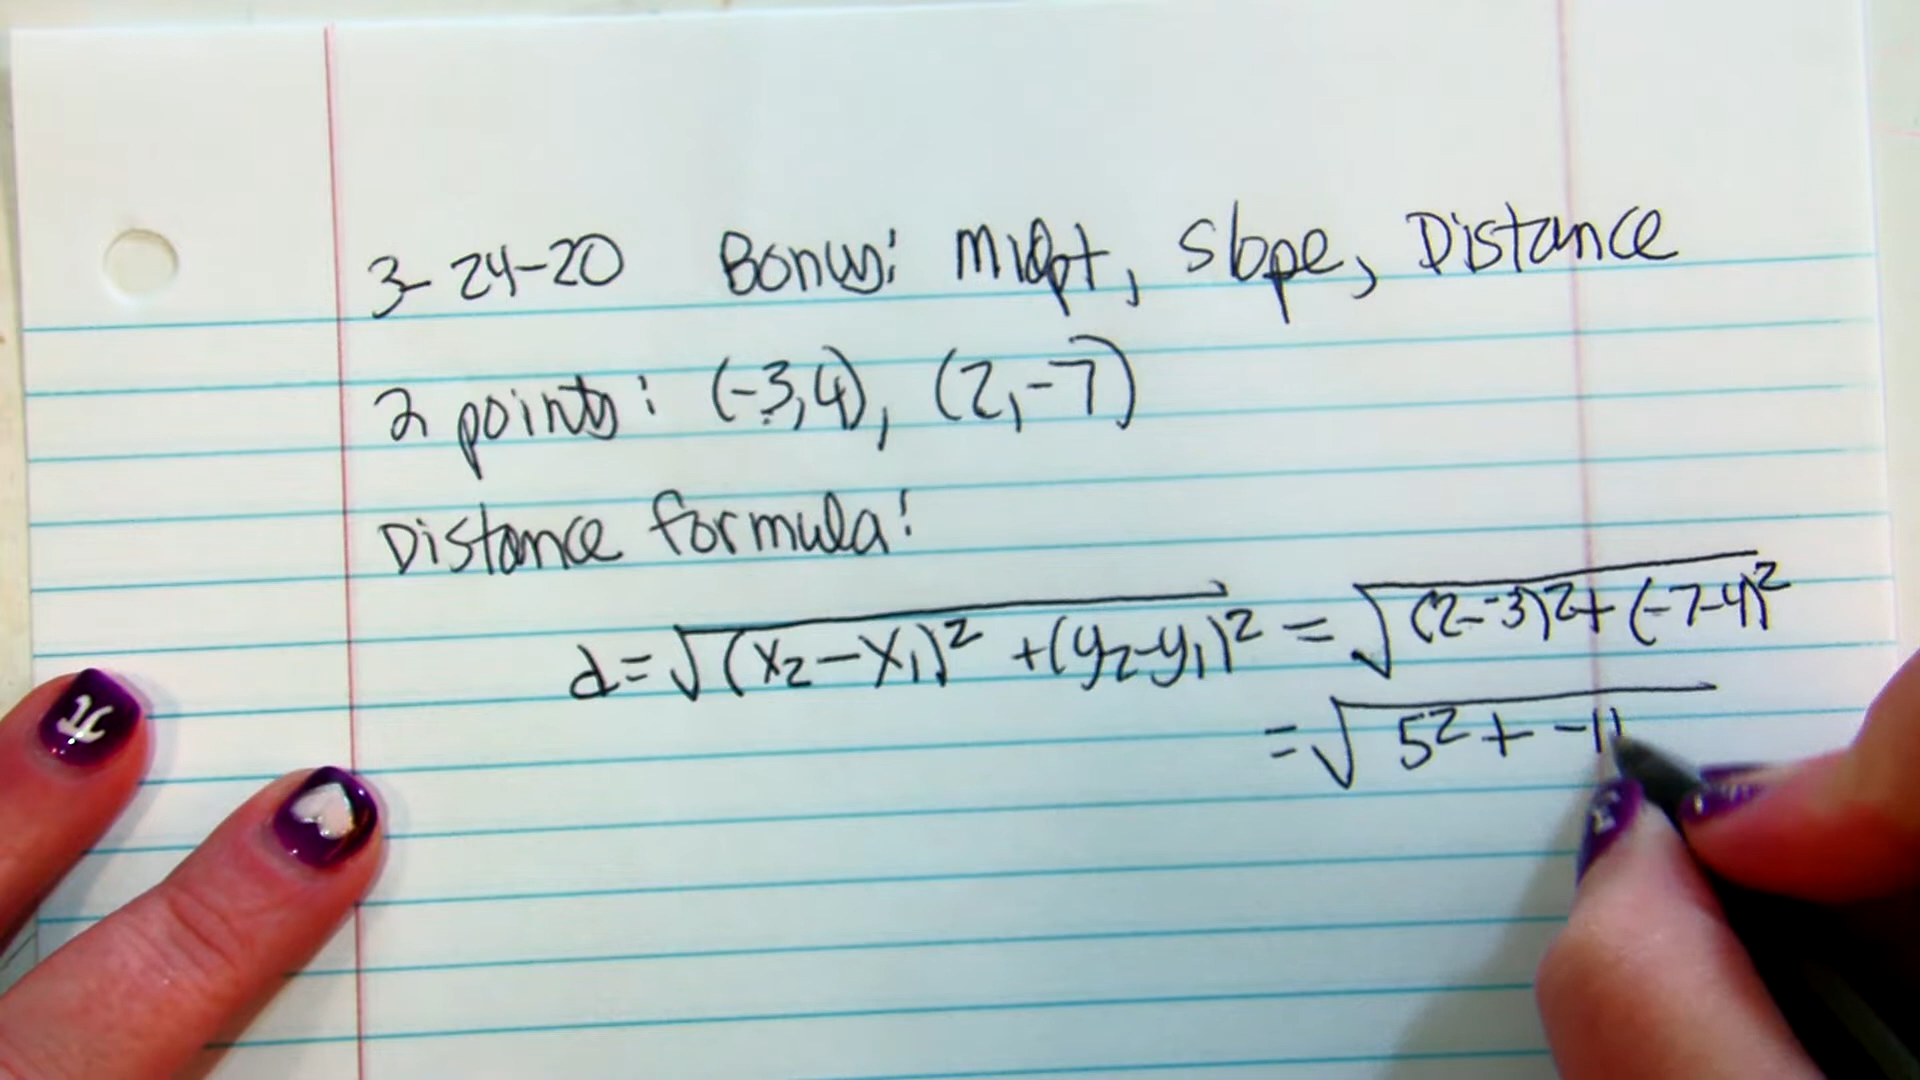 3-24-20 Bonus: midpt, Slope, Distance
2 points: (-3,4), (2,-7)
Distance formula:
d=√(x₂-x₁)² +(y₂-y₁)² = √(2--3)²+(-7-4)²
=√5²+-11
π